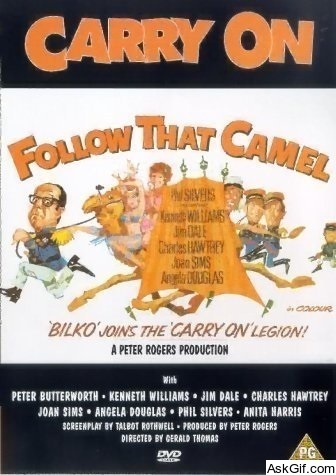 CARRY ON
FOLLOW THAT CAMEL
Phil SILVERS
Kenneth WILLIAMS
Jim DALE
Charles HAWTREY
Joan SIMS
Angela DOUGLAS
in COLOUR
'BILKO' JOINS THE 'CARRY ON' LEGION!
A PETER ROGERS PRODUCTION
With
PETER BUTTERWORTH • KENNETH WILLIAMS • JIM DALE • CHARLES HAWTREY
JOAN SIMS • ANGELA DOUGLAS • PHIL SILVERS • ANITA HARRIS
SCREENPLAY BY TALBOT ROTHWELL • PRODUCED BY PETER ROGERS
DIRECTED BY GERALD THOMAS
DVD
PG
AskGif.com